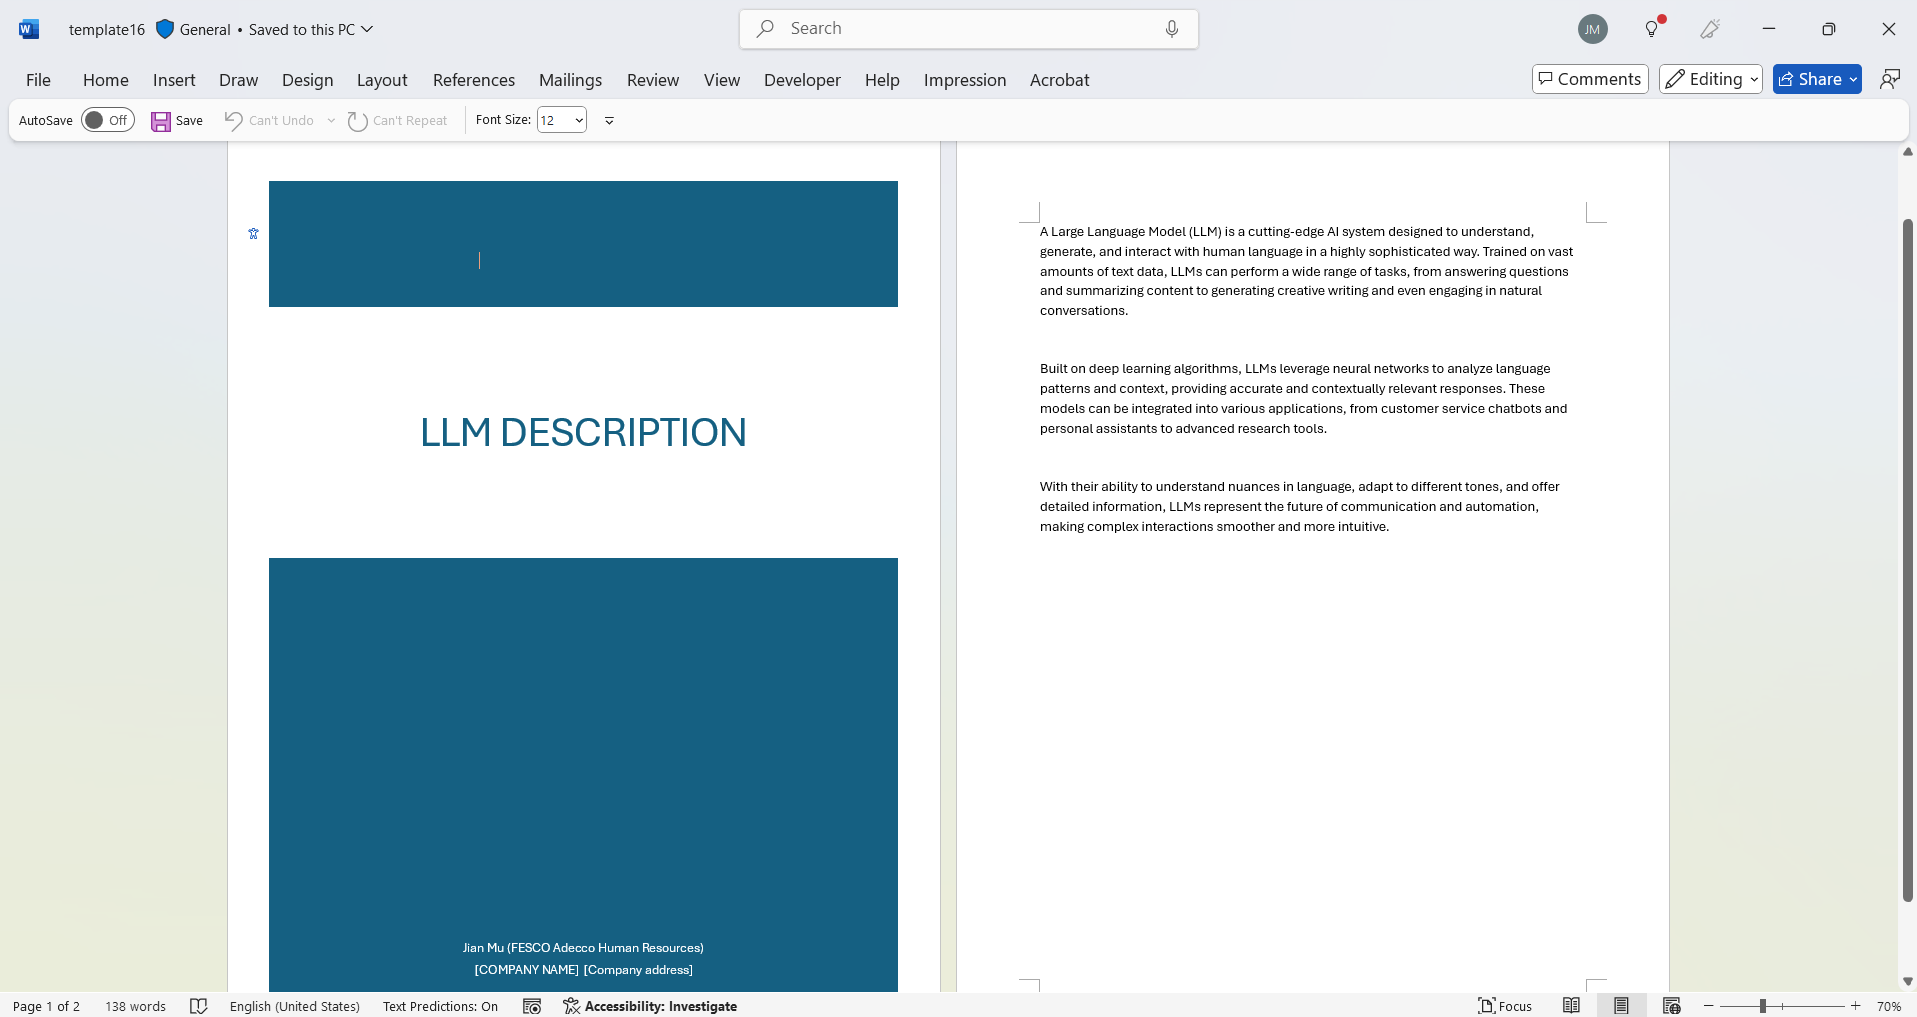 template16 General • Saved to this PC
Search
JM
File Home Insert Draw Design Layout References Mailings Review View Developer Help Impression Acrobat
Comments Editing Share
AutoSave Off Save Can't Undo Can't Repeat Font Size: 12
LLM DESCRIPTION
Jian Mu (FESCO Adecco Human Resources)
[COMPANY NAME] [Company address]
A Large Language Model (LLM) is a cutting-edge AI system designed to understand,
generate, and interact with human language in a highly sophisticated way. Trained on vast
amounts of text data, LLMs can perform a wide range of tasks, from answering questions
and summarizing content to generating creative writing and even engaging in natural
conversations.
Built on deep learning algorithms, LLMs leverage neural networks to analyze language
patterns and context, providing accurate and contextually relevant responses. These
models can be integrated into various applications, from customer service chatbots and
personal assistants to advanced research tools.
With their ability to understand nuances in language, adapt to different tones, and offer
detailed information, LLMs represent the future of communication and automation,
making complex interactions smoother and more intuitive.
Page 1 of 2 138 words English (United States) Text Predictions: On Accessibility: Investigate Focus 70%